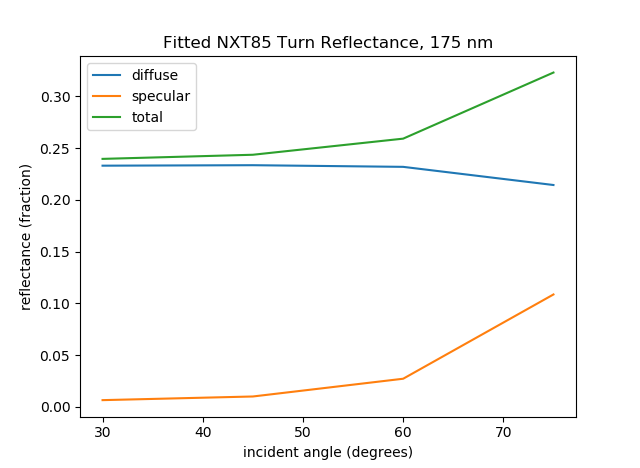 Fitted NXT85 Turn Reflectance, 175 nm
diffuse
specular
total
reflectance (fraction)
0.30
0.25
0.20
0.15
0.10
0.05
0.00
30 40 50 60 70
incident angle (degrees)